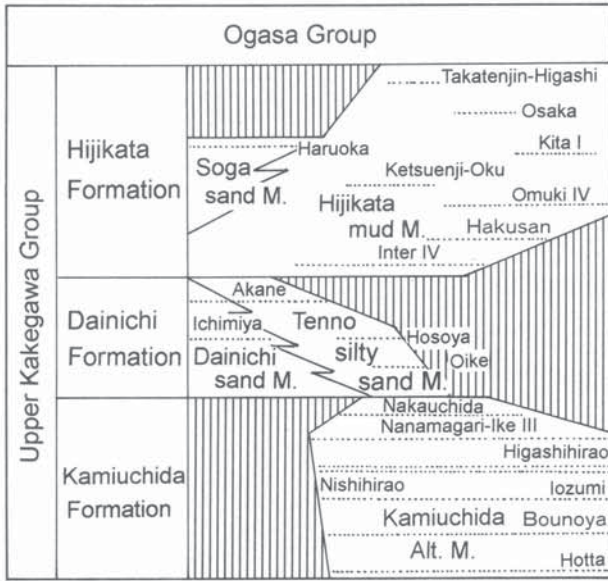 Ogasa Group
Upper Kakegawa Group
Hijikata
Formation
Takatenjin-Higashi
Osaka
Haruoka
Kita I
Soga
sand M.
Ketsuenji-Oku
Hijikata
mud M.
Omuki IV
Hakusan
Inter IV
Dainichi
Formation
Akane
Ichimiya
Tenno
silty
sand M.
Dainichi
sand M.
Hosoya
Oike
Kamiuchida
Formation
Nakauchida
Nanamagari-Ike III
Higashihirao
Nishihirao
Iozumi
Kamiuchida
Alt. M.
Bounoya
Hotta